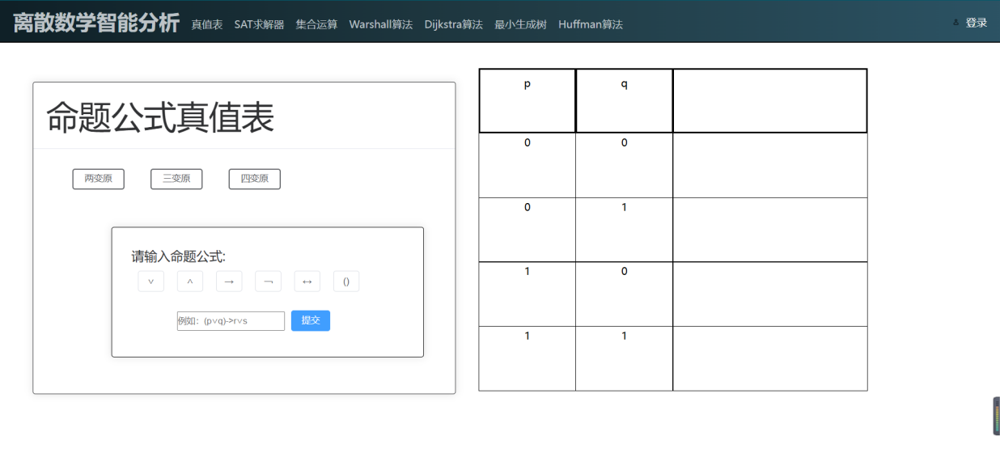 离散数学智能分析 真值表 SAT求解器 集合运算 Warshall算法 Dijkstra算法 最小生成树 Huffman算法 登录
命题公式真值表
两变原 三变原 四变原
请输入命题公式:
∨ ∧ → ¬ ↔ ()
例如：(p∨q)->r∨s 提交
p q
0 0
0 1
1 0
1 1